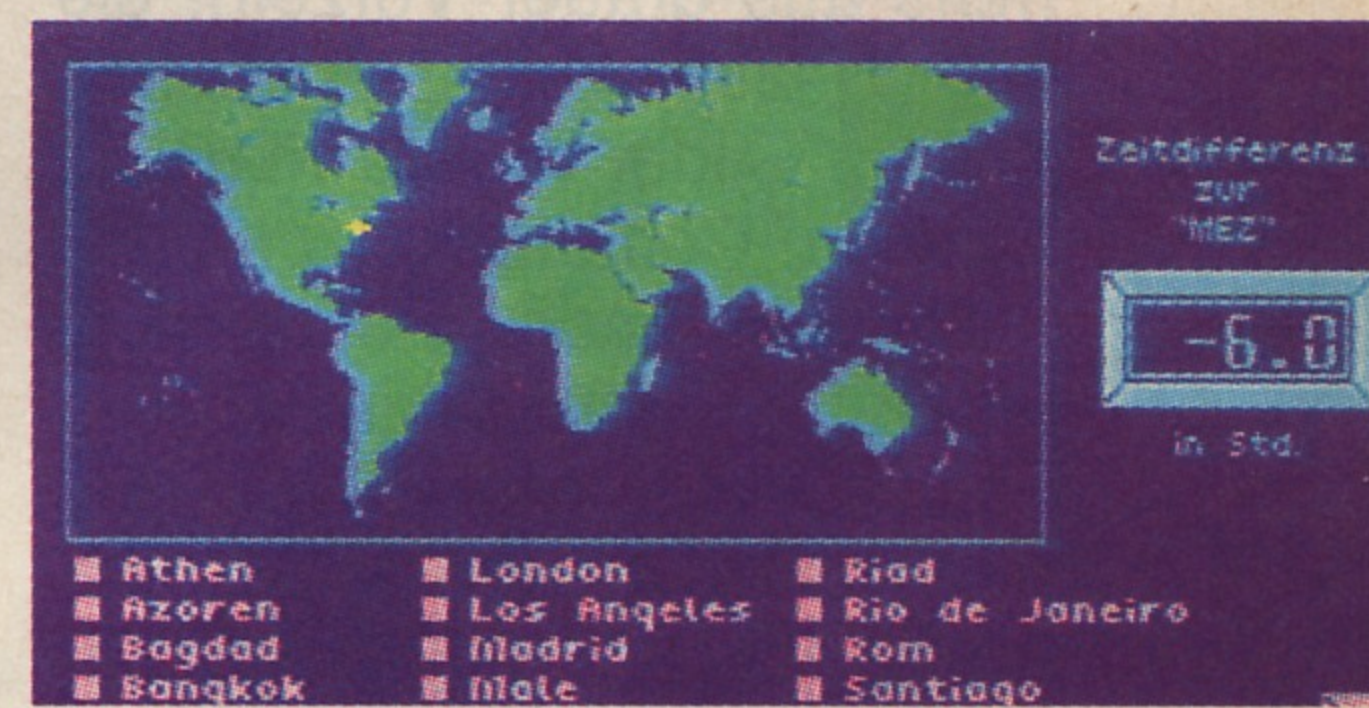 Zeitdifferenz
zur
"MEZ"
-6.0
in Std.
Athen London Riad
Azoren Los Angeles Rio de Janeiro
Bagdad Madrid Rom
Bangkok Male Santiago